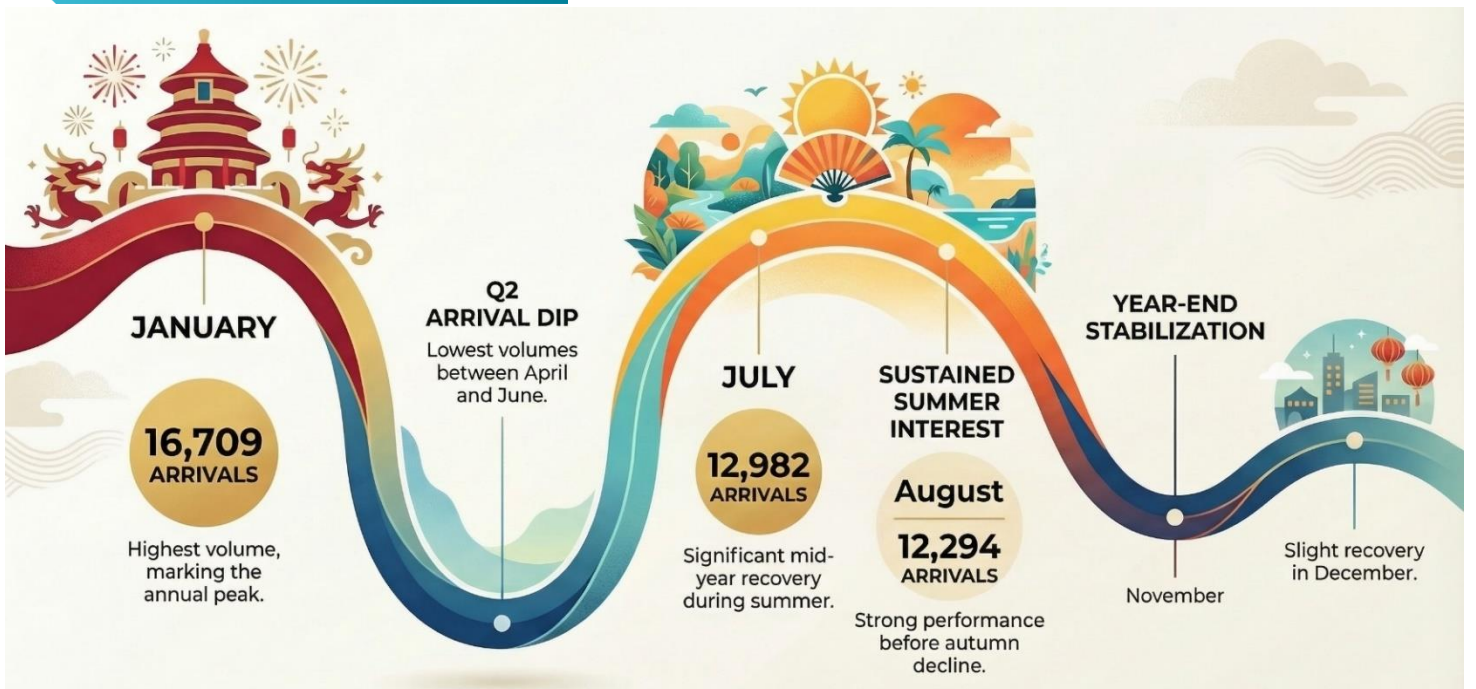 JANUARY
16,709
ARRIVALS
Highest volume,
marking the
annual peak.
Q2
ARRIVAL DIP
Lowest volumes
between April
and June.
JULY
12,982
ARRIVALS
Significant mid-
year recovery
during summer.
SUSTAINED
SUMMER
INTEREST
August
12,294
ARRIVALS
Strong performance
before autumn
decline.
YEAR-END
STABILIZATION
November
Slight recovery
in December.